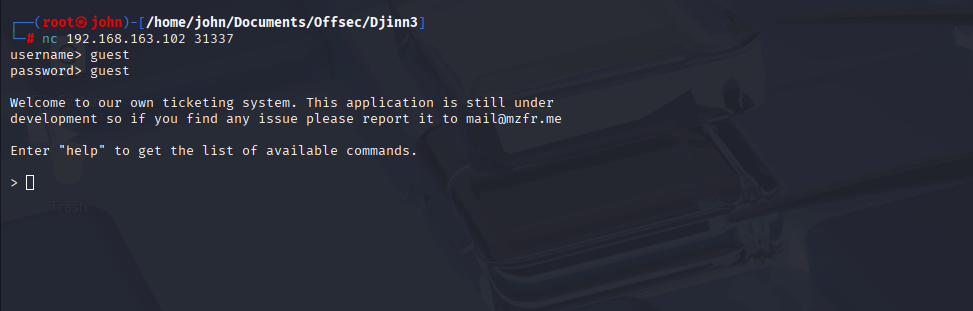 ┌──(root㉿john)-[/home/john/Documents/Offsec/Djinn3]
└─# nc 192.168.163.102 31337
username> guest
password> guest
Welcome to our own ticketing system. This application is still under
development so if you find any issue please report it to mail@mzfr.me
Enter "help" to get the list of available commands.
>
Trash